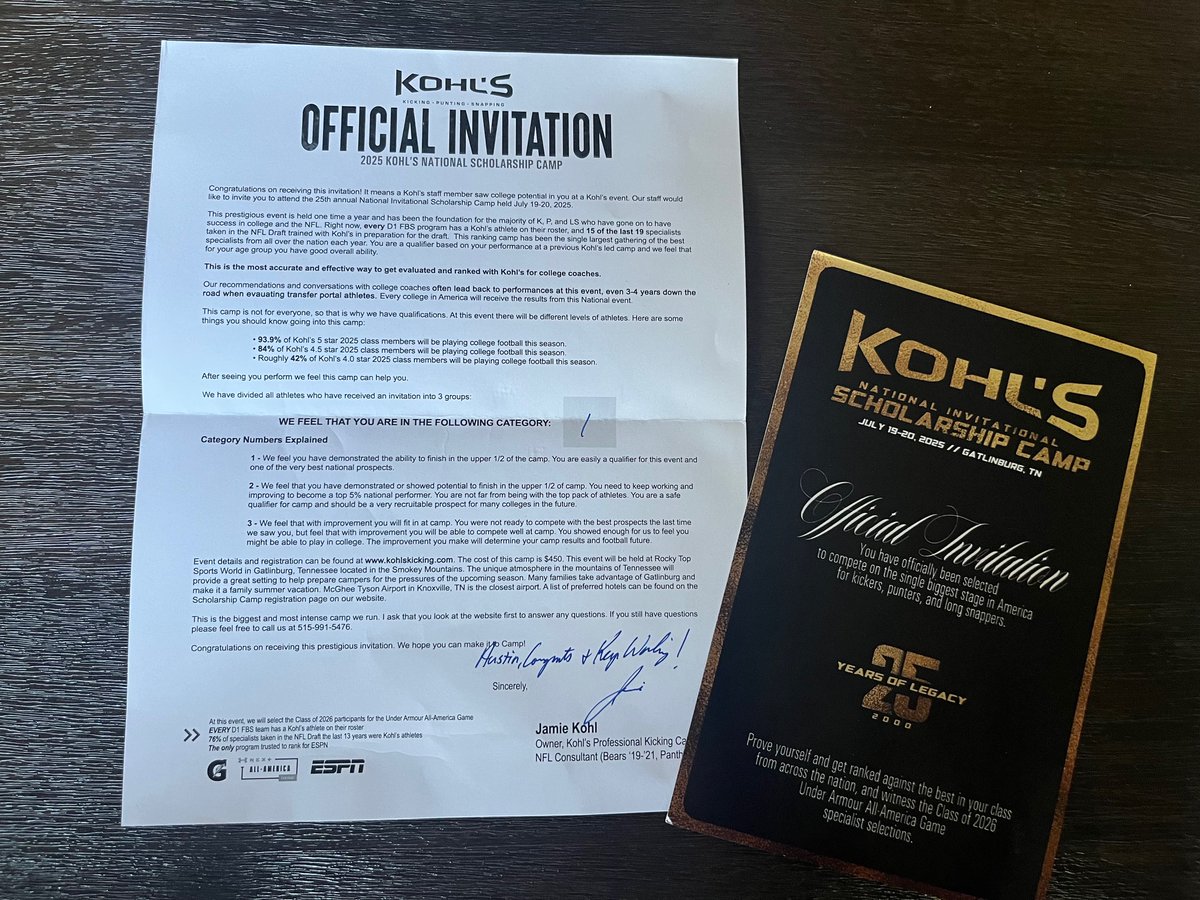 KOHL'S
KICKING - PUNTING - SNAPPING
OFFICIAL INVITATION
2025 KOHL'S NATIONAL SCHOLARSHIP CAMP
Congratulations on receiving this invitation! It means a Kohl's staff member saw college potential in you at a Kohl's event. Our staff would
like to invite you to attend the 25th annual National Invitational Scholarship Camp held July 19-20, 2025.
This prestigious event is held one time a year and has been the foundation for the majority of K, P, and LS who have gone on to have
success in college and the NFL. Right now, every D1 FBS program has a Kohl's athlete on their roster, and 15 of the last 19 specialists
taken in the NFL Draft trained with Kohl's in preparation for the draft. This ranking camp has been the single largest gathering of the best
specialists from all over the nation each year. You are a qualifier based on your performance at a previous Kohl's led camp and we feel that
for your age group you have good overall ability.
This is the most accurate and effective way to get evaluated and ranked with Kohl's for college coaches.
Our recommendations and conversations with college coaches often lead back to performances at this event, even 3-4 years down the
road when evauating transfer portal athletes. Every college in America will receive the results from this National event.
This camp is not for everyone, so that is why we have qualifications. At this event there will be different levels of athletes. Here are some
things you should know going into this camp:
• 93.9% of Kohl's 5 star 2025 class members will be playing college football this season.
• 84% of Kohl's 4.5 star 2025 class members will be playing college football this season.
• Roughly 42% of Kohl's 4.0 star 2025 class members will be playing college football this season.
After seeing you perform we feel this camp can help you.
We have divided all athletes who have received an invitation into 3 groups:
WE FEEL THAT YOU ARE IN THE FOLLOWING CATEGORY: 1
Category Numbers Explained
1 - We feel you have demonstrated the ability to finish in the upper 1/2 of the camp. You are easily a qualifier for this event and
one of the very best national prospects.
2 - We feel that you have demonstrated or showed potential to finish in the upper 1/2 of camp. You need to keep working and
improving to become a top 5% national performer. You are not far from being with the top pack of athletes. You are a safe
qualifier for camp and should be a very recruitable prospect for many colleges in the future.
3 - We feel that with improvement you will fit in at camp. You were not ready to compete with the best prospects the last time
we saw you, but feel that with improvement you will be able to compete well at camp. You showed enough for us to feel you
might be able to play in college. The improvement you make will determine your camp results and football future.
Event details and registration can be found at www.kohlskicking.com. The cost of this camp is $450. This event will be held at Rocky Top
Sports World in Gatlinburg, Tennessee located in the Smokey Mountains. The unique atmosphere in the mountains of Tennessee will
provide a great setting to help prepare campers for the pressures of the upcoming season. Many families take advantage of Gatlinburg and
make it a family summer vacation. McGhee Tyson Airport in Knoxville, TN is the closest airport. A list of preferred hotels can be found on the
Scholarship Camp registration page on our website.
This is the biggest and most intense camp we run. I ask that you look at the website first to answer any questions. If you still have questions
please feel free to call us at 515-991-5476.
Congratulations on receiving this prestigious invitation. We hope you can make it to Camp!
Congrats & Keep Working!
Sincerely,
Jamie Kohl
Owner, Kohl's Professional Kicking Ca
NFL Consultant (Bears '19-'21, Panth
At this event, we will select the Class of 2026 participants for the Under Armour All-America Game
EVERY D1 FBS team has a Kohl's athlete on their roster
76% of specialists taken in the NFL Draft the last 13 years were Kohl's athletes
The only program trusted to rank for ESPN
G
NEXT
ALL-AMERICA
ESPN
KOHL'S
NATIONAL INVITATIONAL
SCHOLARSHIP CAMP
JULY 19-20, 2025 // GATLINBURG, TN
Official Invitation
You have officially been selected
to compete on the single biggest stage in America
for kickers, punters, and long snappers.
25
YEARS OF LEGACY
2000
Prove yourself and get ranked against the best in your class
from across the nation, and witness the Class of 2026
Under Armour All-America Game
specialist selections.